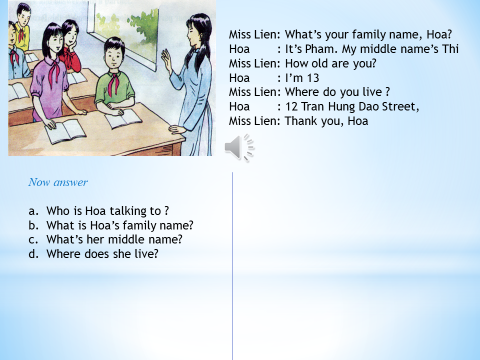 Miss Lien: What's your family name, Hoa?
Hoa : It's Pham. My middle name's Thi
Miss Lien: How old are you?
Hoa : I'm 13
Miss Lien: Where do you live ?
Hoa : 12 Tran Hung Dao Street,
Miss Lien: Thank you, Hoa
Now answer
a. Who is Hoa talking to ?
b. What is Hoa's family name?
c. What's her middle name?
d. Where does she live?